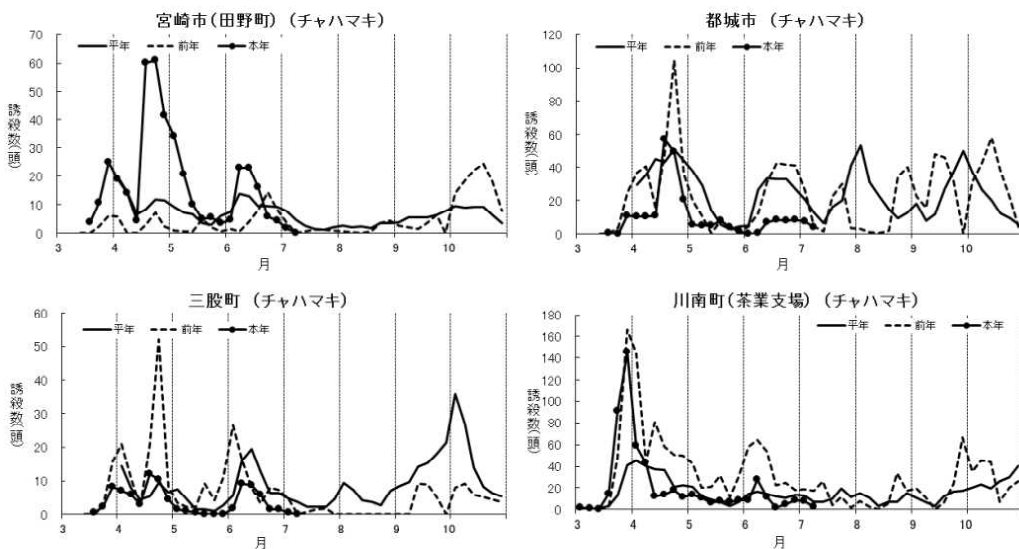 宮崎市(田野町) (チャハマキ)
平年 前年 本年
誘殺数(頭)
70
60
50
40
30
20
10
0
3 4 5 6 7 8 9 10
月
都城市 (チャハマキ)
平年 前年 本年
誘殺数(頭)
120
100
80
60
40
20
0
3 4 5 6 7 8 9 10
月
三股町 (チャハマキ)
平年 前年 本年
誘殺数(頭)
60
50
40
30
20
10
0
3 4 5 6 7 8 9 10
月
川南町(茶業支場) (チャハマキ)
平年 前年 本年
誘殺数(頭)
180
160
140
120
100
80
60
40
20
0
3 4 5 6 7 8 9 10
月